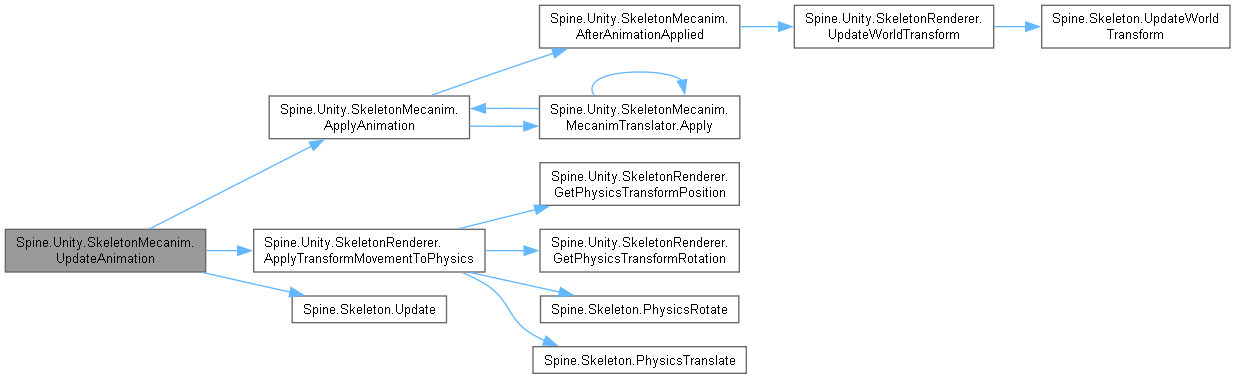 Spine.Unity.SkeletonMecanim.
AfterAnimationApplied
Spine.Unity.SkeletonRenderer.
UpdateWorldTransform
Spine.Skeleton.UpdateWorld
Transform
Spine.Unity.SkeletonMecanim.
ApplyAnimation
Spine.Unity.SkeletonMecanim.
MecanimTranslator.Apply
Spine.Unity.SkeletonRenderer.
GetPhysicsTransformPosition
Spine.Unity.SkeletonMecanim.
UpdateAnimation
Spine.Unity.SkeletonRenderer.
ApplyTransformMovementToPhysics
Spine.Unity.SkeletonRenderer.
GetPhysicsTransformRotation
Spine.Skeleton.Update
Spine.Skeleton.PhysicsRotate
Spine.Skeleton.PhysicsTranslate